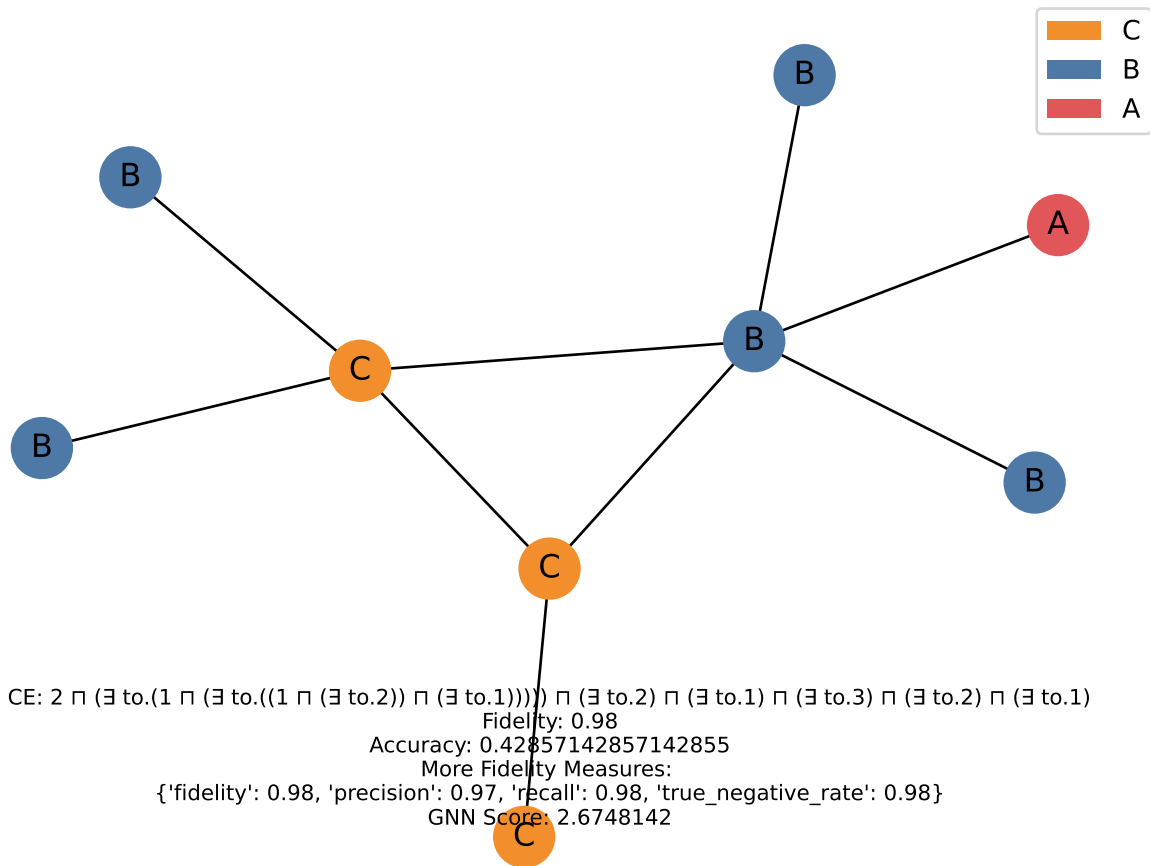 C
B
A
B
B
A
C
B
B
B
C
CE: 2 ⊓ (∃ to.(1 ⊓ (∃ to.((1 ⊓ (∃ to.2)) ⊓ (∃ to.1))))) ⊓ (∃ to.2) ⊓ (∃ to.1) ⊓ (∃ to.3) ⊓ (∃ to.2) ⊓ (∃ to.1)
Fidelity: 0.98
Accuracy: 0.42857142857142855
More Fidelity Measures:
{'fidelity': 0.98, 'precision': 0.97, 'recall': 0.98, 'true_negative_rate': 0.98}
GNN Score: 2.6748142
C